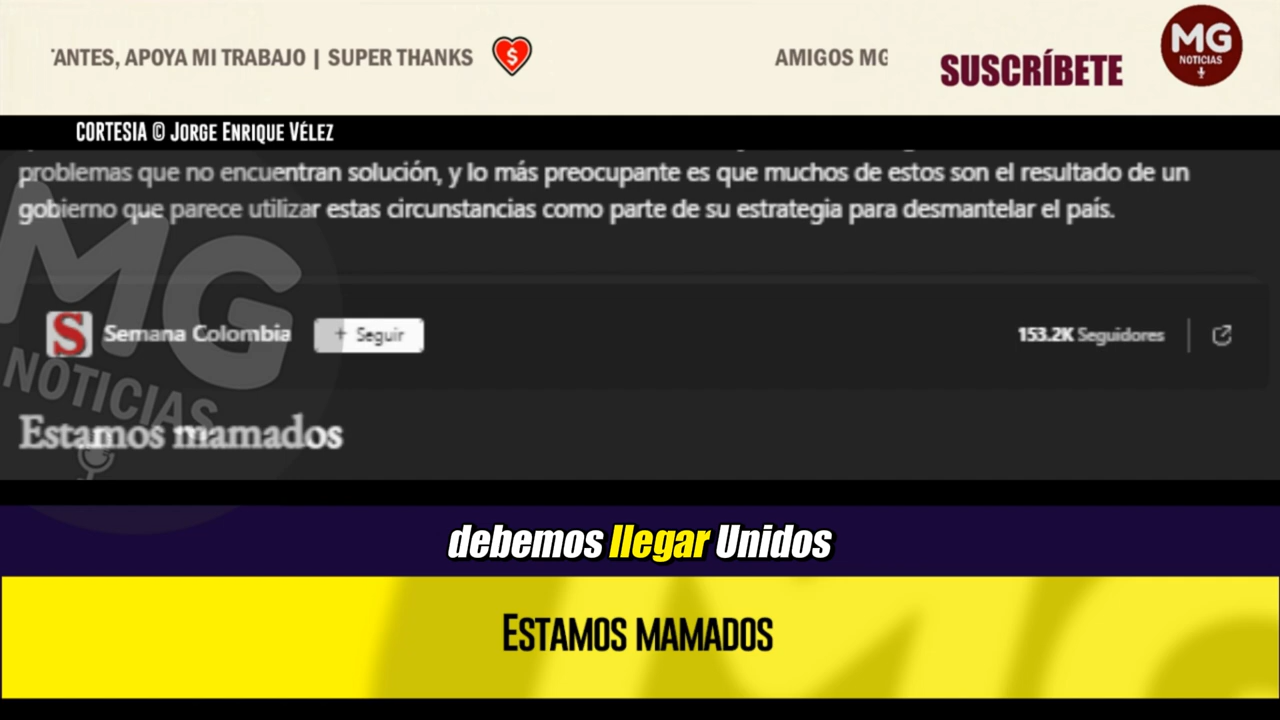 'ANTES, APOYA MI TRABAJO | SUPER THANKS
$
AMIGOS MG
SUSCRÍBETE
MG
NOTICIAS
CORTESIA © JORGE ENRIQUE VÉLEZ
problemas que no encuentran solución, y lo más preocupante es que muchos de estos son el resultado de un
gobierno que parece utilizar estas circunstancias como parte de su estrategia para desmantelar el país.
MG
NOTICIAS
S
Semana Colombia
+ Seguir
153.2K Seguidores
Estamos mamados
debemos llegar Unidos
ESTAMOS MAMADOS